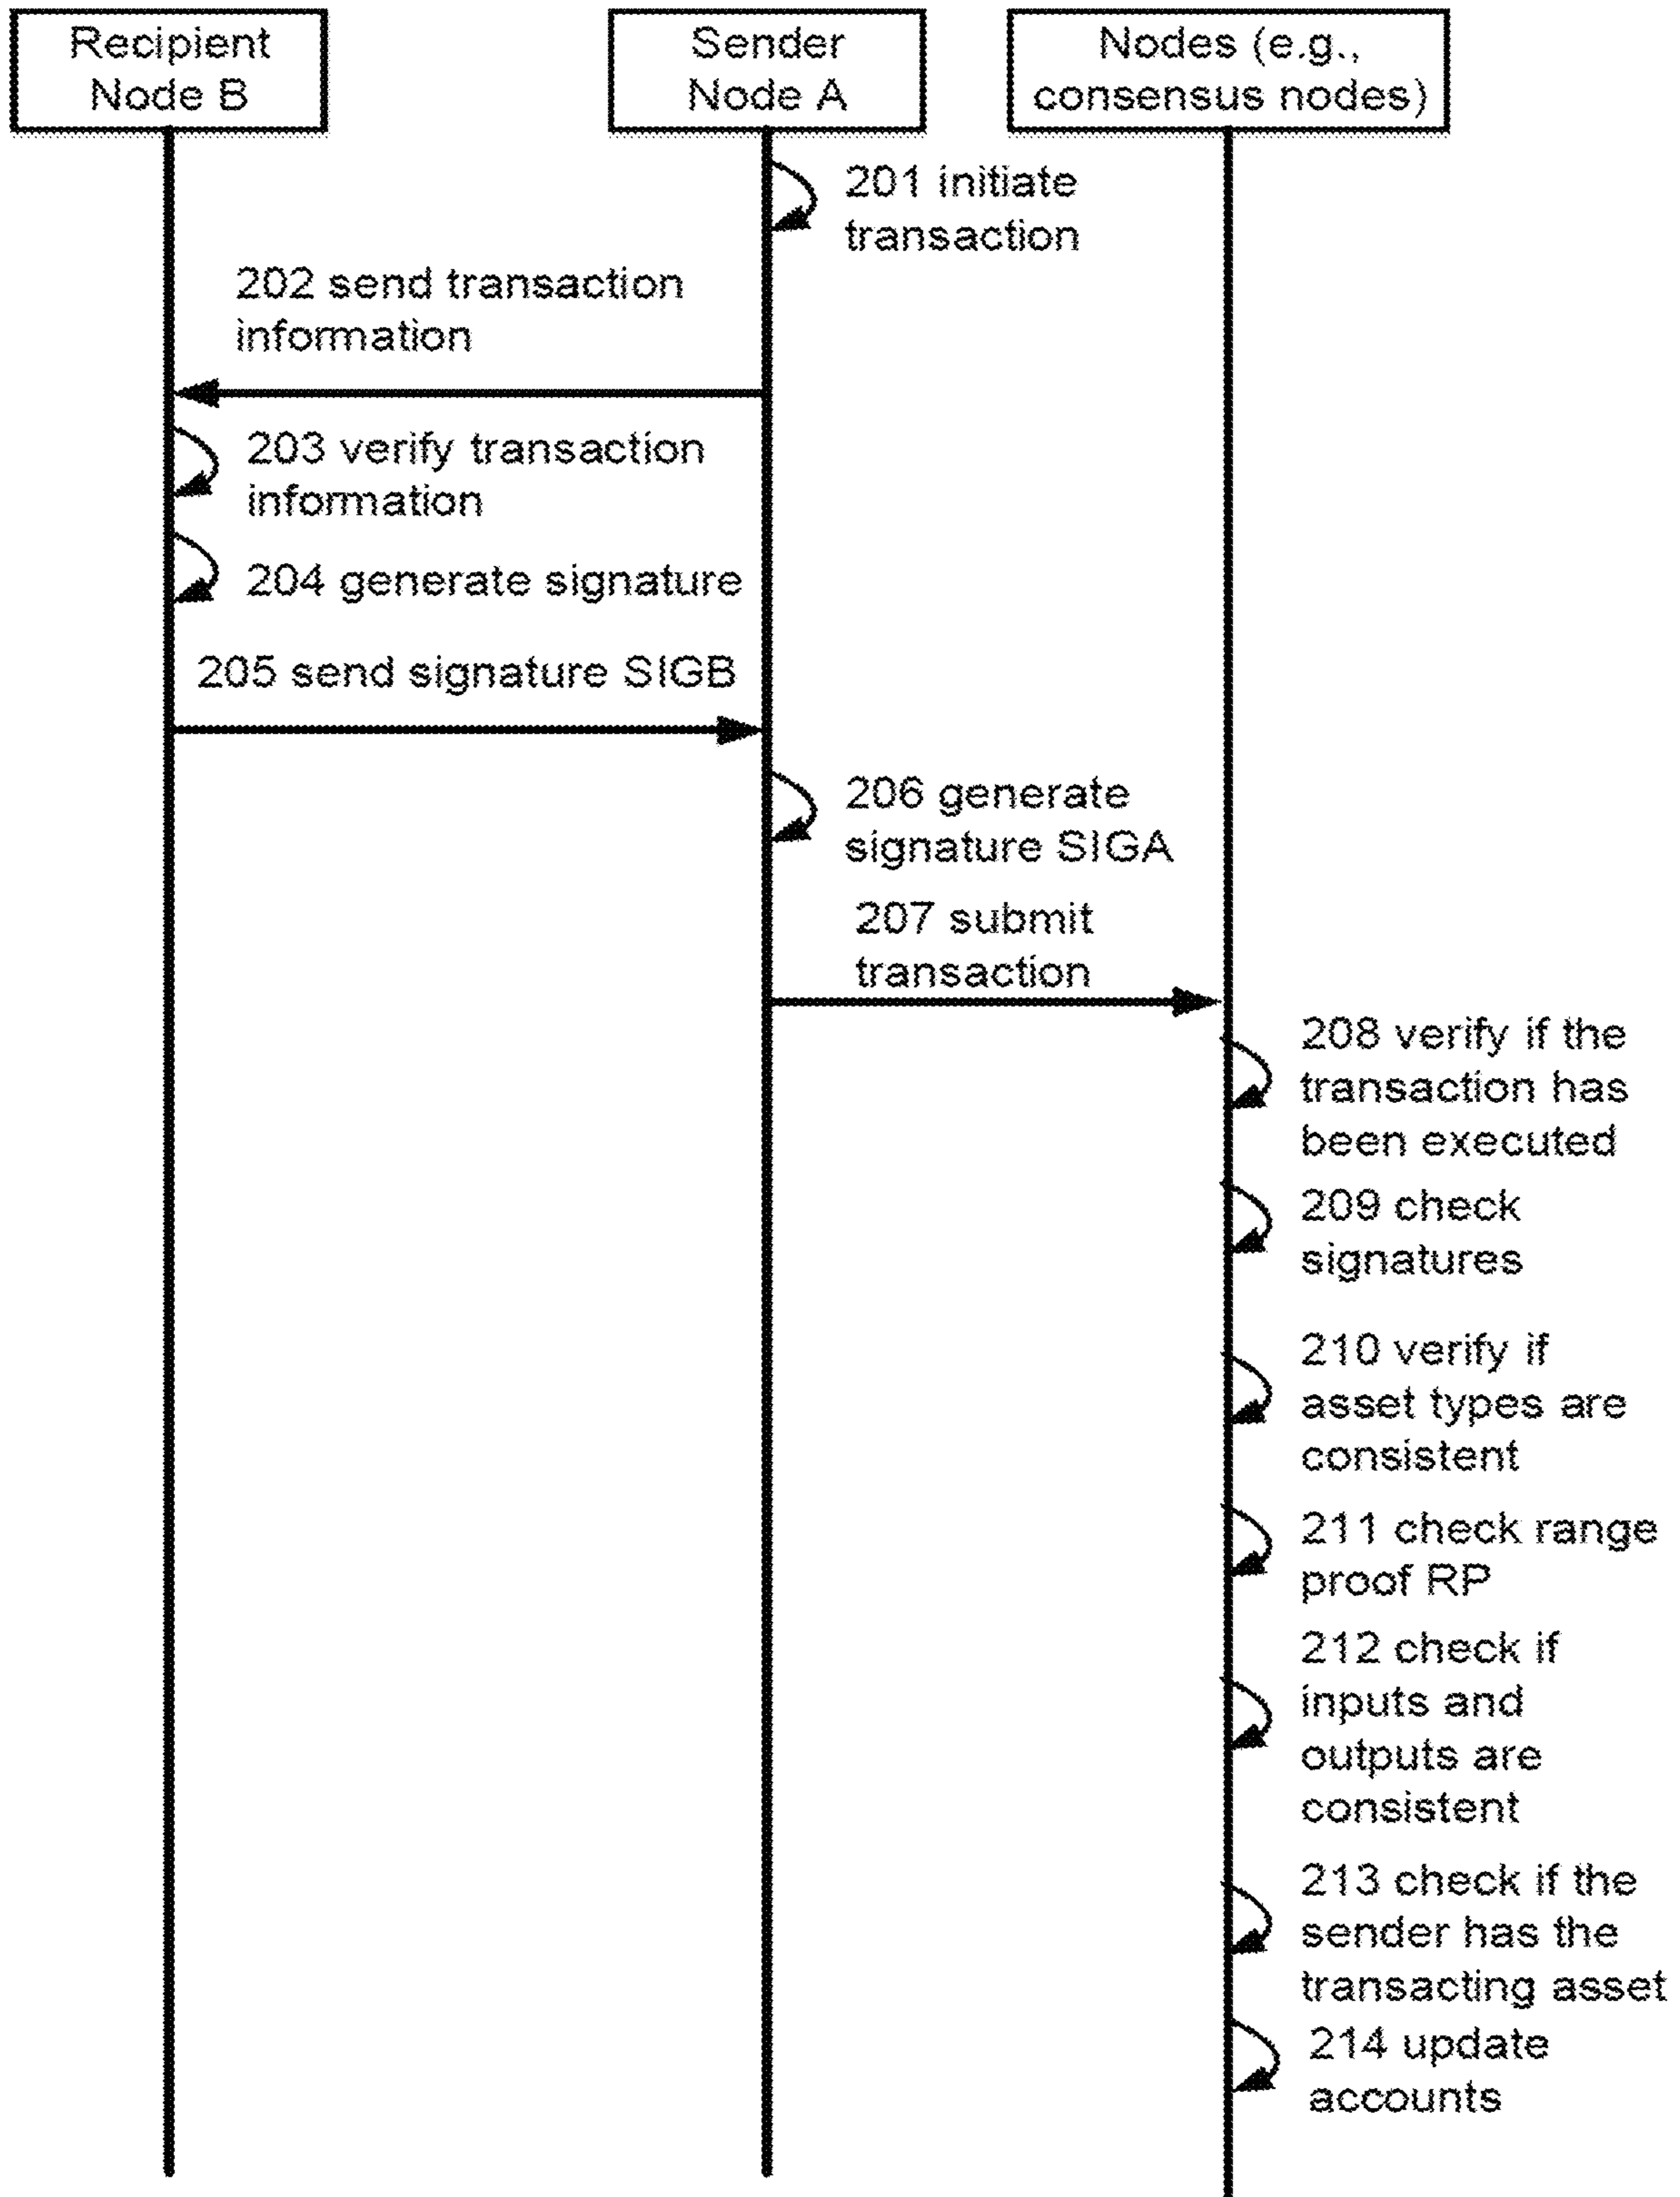 Recipient
Node B
Sender
Node A
Nodes (e.g.,
consensus nodes)
201 initiate
transaction
202 send transaction
information
203 verify transaction
information
204 generate signature
205 send signature SIGB
206 generate
signature SIGA
207 submit
transaction
208 verify if the
transaction has
been executed
209 check
signatures
210 verify if
asset types are
consistent
211 check range
proof RP
212 check if
inputs and
outputs are
consistent
213 check if the
sender has the
transacting asset
214 update
accounts